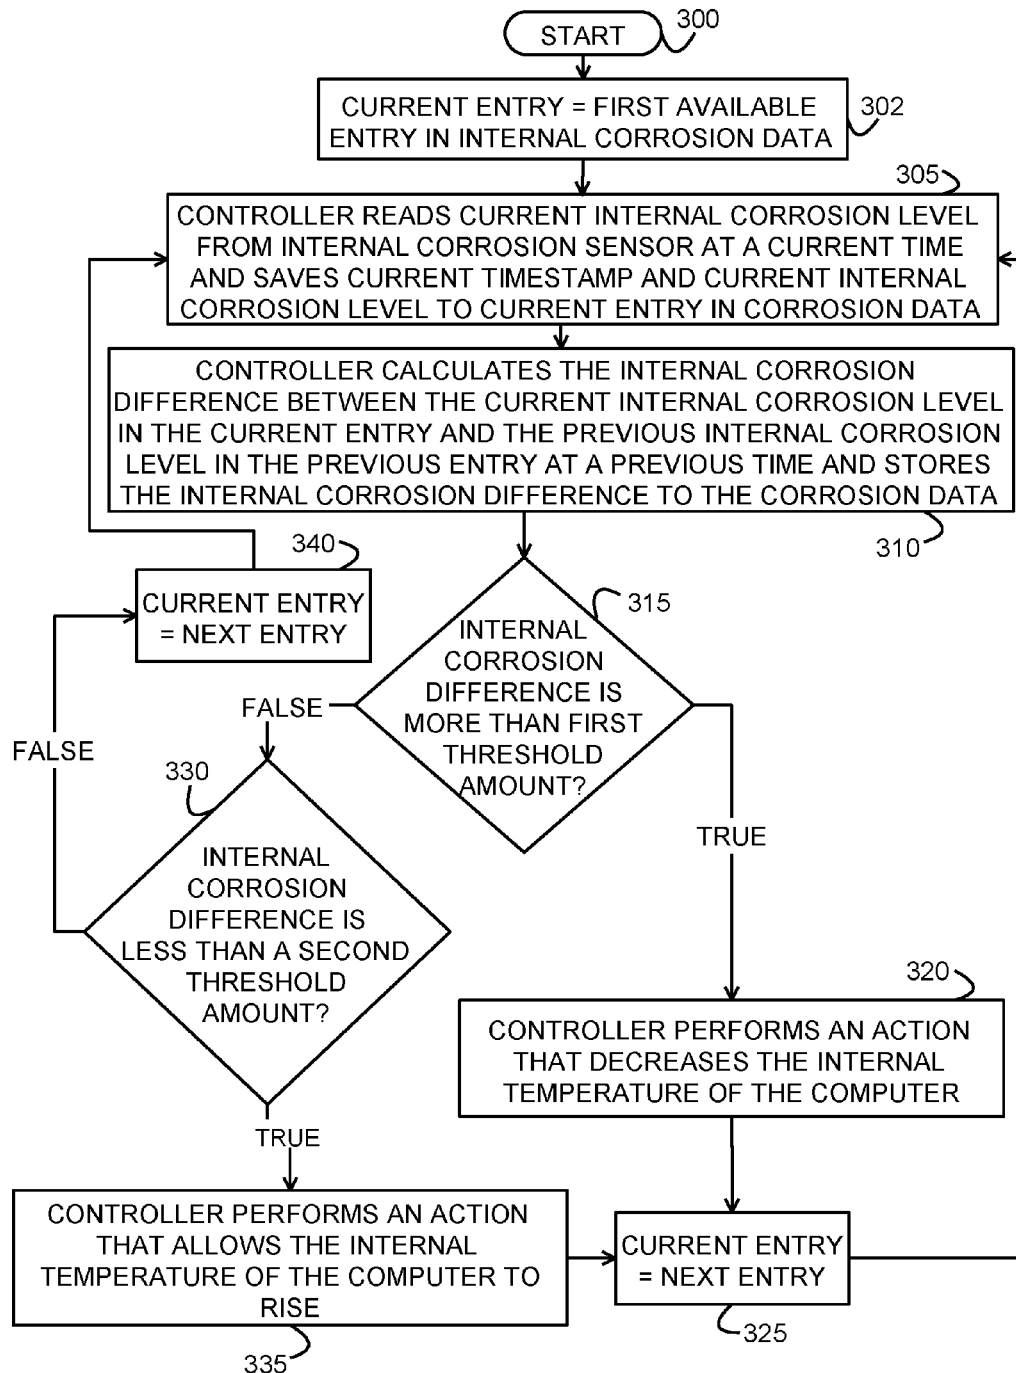 START
300
CURRENT ENTRY = FIRST AVAILABLE
ENTRY IN INTERNAL CORROSION DATA
302
305
CONTROLLER READS CURRENT INTERNAL CORROSION LEVEL
FROM INTERNAL CORROSION SENSOR AT A CURRENT TIME
AND SAVES CURRENT TIMESTAMP AND CURRENT INTERNAL
CORROSION LEVEL TO CURRENT ENTRY IN CORROSION DATA
CONTROLLER CALCULATES THE INTERNAL CORROSION
DIFFERENCE BETWEEN THE CURRENT INTERNAL CORROSION LEVEL
IN THE CURRENT ENTRY AND THE PREVIOUS INTERNAL CORROSION
LEVEL IN THE PREVIOUS ENTRY AT A PREVIOUS TIME AND STORES
THE INTERNAL CORROSION DIFFERENCE TO THE CORROSION DATA
310
340
CURRENT ENTRY
= NEXT ENTRY
315
INTERNAL
CORROSION
DIFFERENCE IS
MORE THAN FIRST
THRESHOLD
AMOUNT?
FALSE
FALSE
TRUE
330
INTERNAL
CORROSION
DIFFERENCE IS
LESS THAN A SECOND
THRESHOLD
AMOUNT?
320
CONTROLLER PERFORMS AN ACTION
THAT DECREASES THE INTERNAL
TEMPERATURE OF THE COMPUTER
TRUE
CONTROLLER PERFORMS AN ACTION
THAT ALLOWS THE INTERNAL
TEMPERATURE OF THE COMPUTER TO
RISE
335
CURRENT ENTRY
= NEXT ENTRY
325